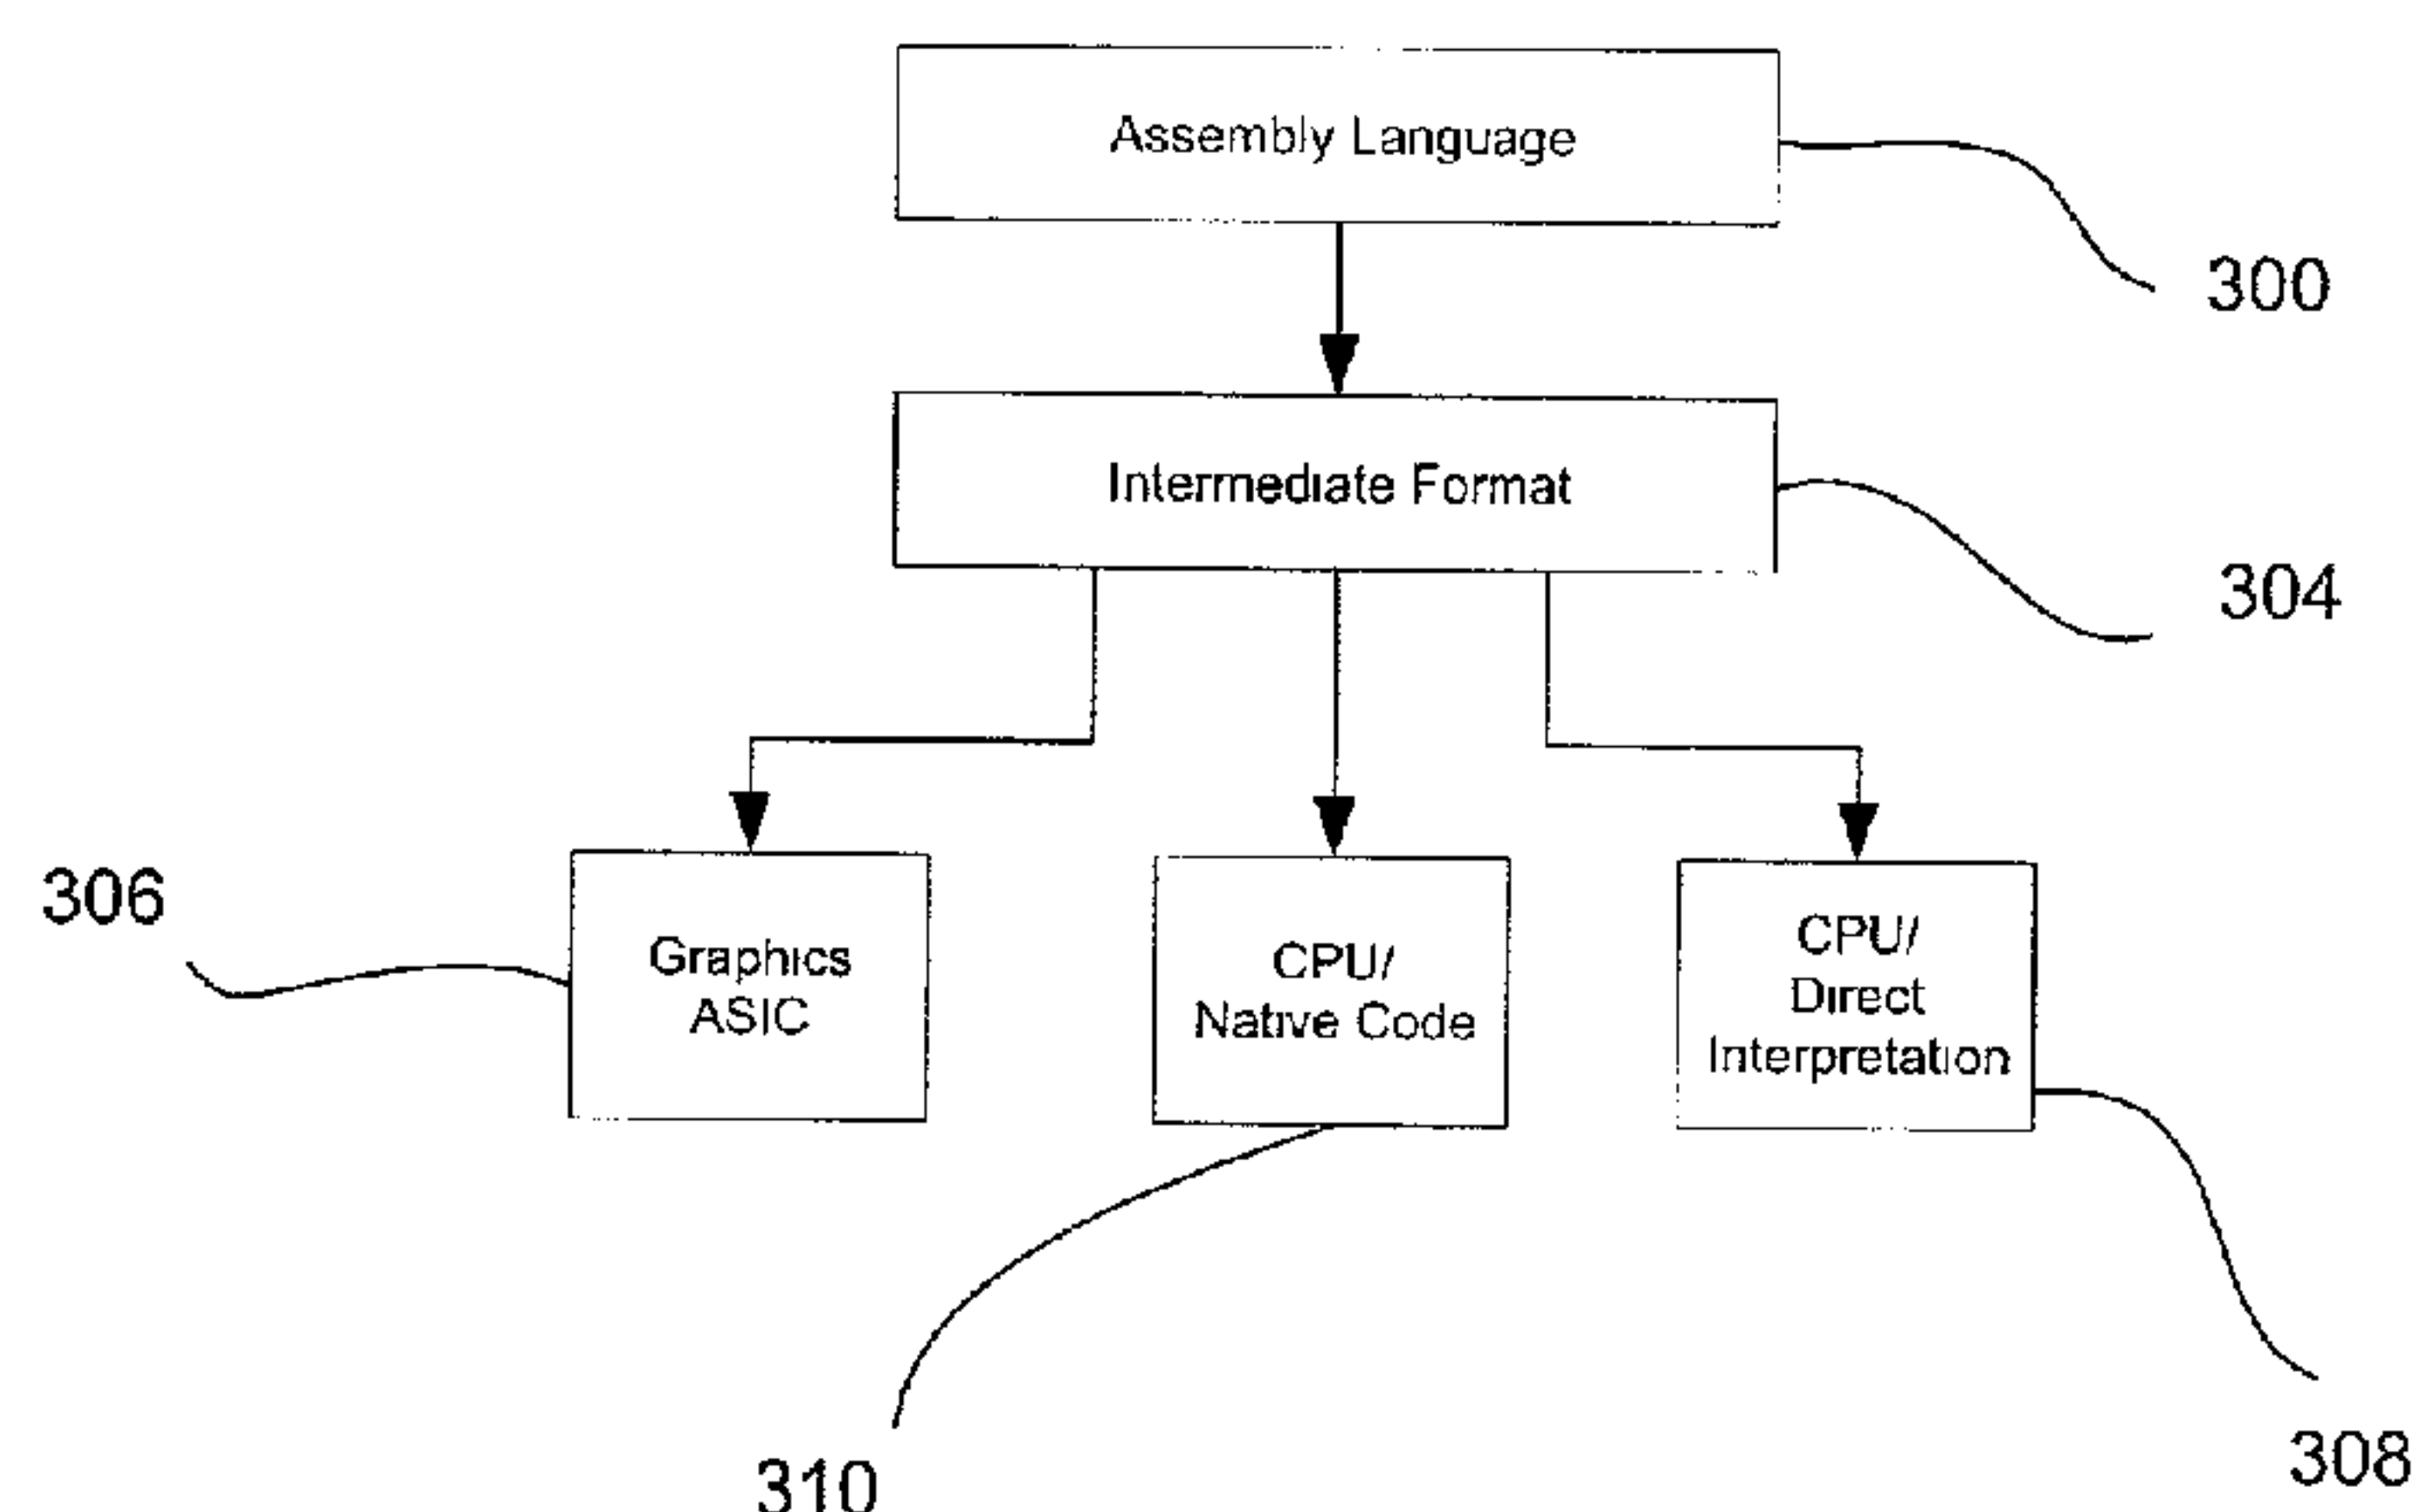 Assembly Language
300
Intermediate Format
304
306
Graphics
ASIC
CPU/
Native Code
CPU/
Direct
Interpretation
310
308